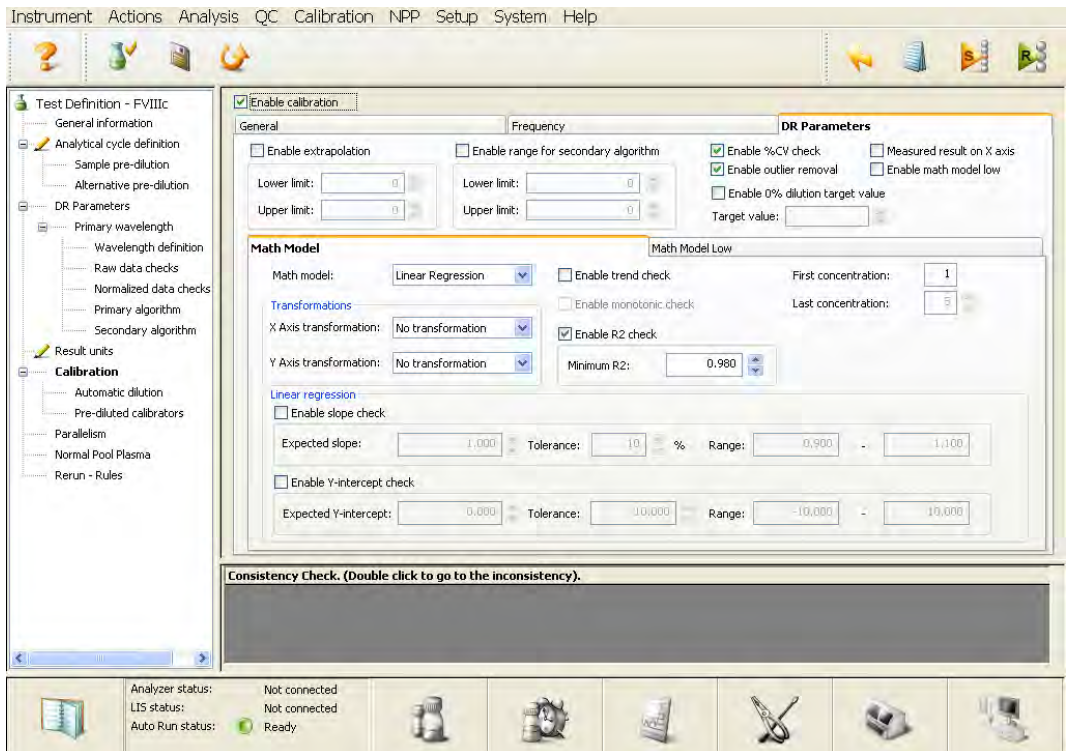 Instrument Actions Analysis QC Calibration NPP Setup System Help
S
R
Test Definition - FVIIIc
General information
Analytical cycle definition
Sample pre-dilution
Alternative pre-dilution
DR Parameters
Primary wavelength
Wavelength definition
Raw data checks
Normalized data checks
Primary algorithm
Secondary algorithm
Result units
Calibration
Automatic dilution
Pre-diluted calibrators
Parallelism
Normal Pool Plasma
Rerun - Rules
Enable calibration
General Frequency DR Parameters
Enable extrapolation Enable range for secondary algorithm Enable %CV check Measured result on X axis
Enable outlier removal Enable math model low
Lower limit: 0 Lower limit: 0
Enable 0% dilution target value
Upper limit: 0 Upper limit: 0
Target value:
Math Model Math Model Low
Math model: Linear Regression Enable trend check First concentration: 1
Transformations Enable monotonic check Last concentration: 5
X Axis transformation: No transformation Enable R2 check
Y Axis transformation: No transformation Minimum R2: 0.980
Linear regression
Enable slope check
Expected slope: 1.000 Tolerance: 10 % Range: 0.900 - 1.100
Enable Y-intercept check
Expected Y-intercept: 0.000 Tolerance: 10.000 Range: -10.000 - 10.000
Consistency Check. (Double click to go to the inconsistency).
Analyzer status: Not connected
LIS status: Not connected
Auto Run status: Ready